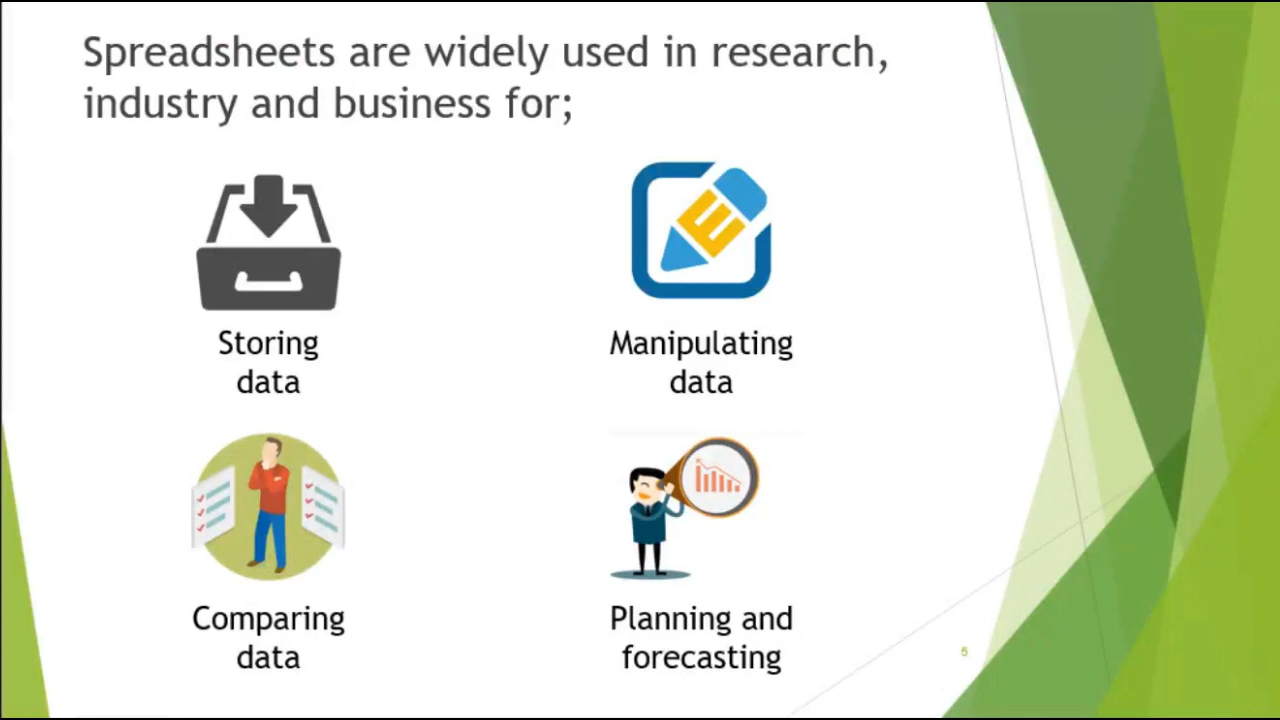 Spreadsheets are widely used in research,
industry and business for;
Storing
data
Manipulating
data
Comparing
data
Planning and
forecasting
5